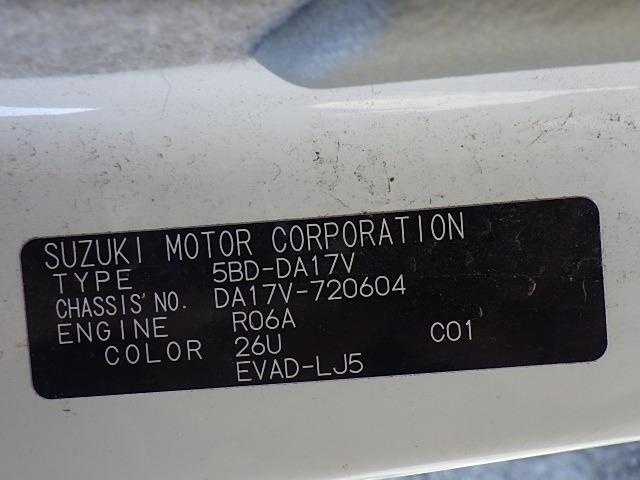 SUZUKI MOTOR CORPORATION
TYPE 5BD-DA17V
CHASSIS NO. DA17V-720604
ENGINE R06A
COLOR 26U C01
EVAD-LJ5